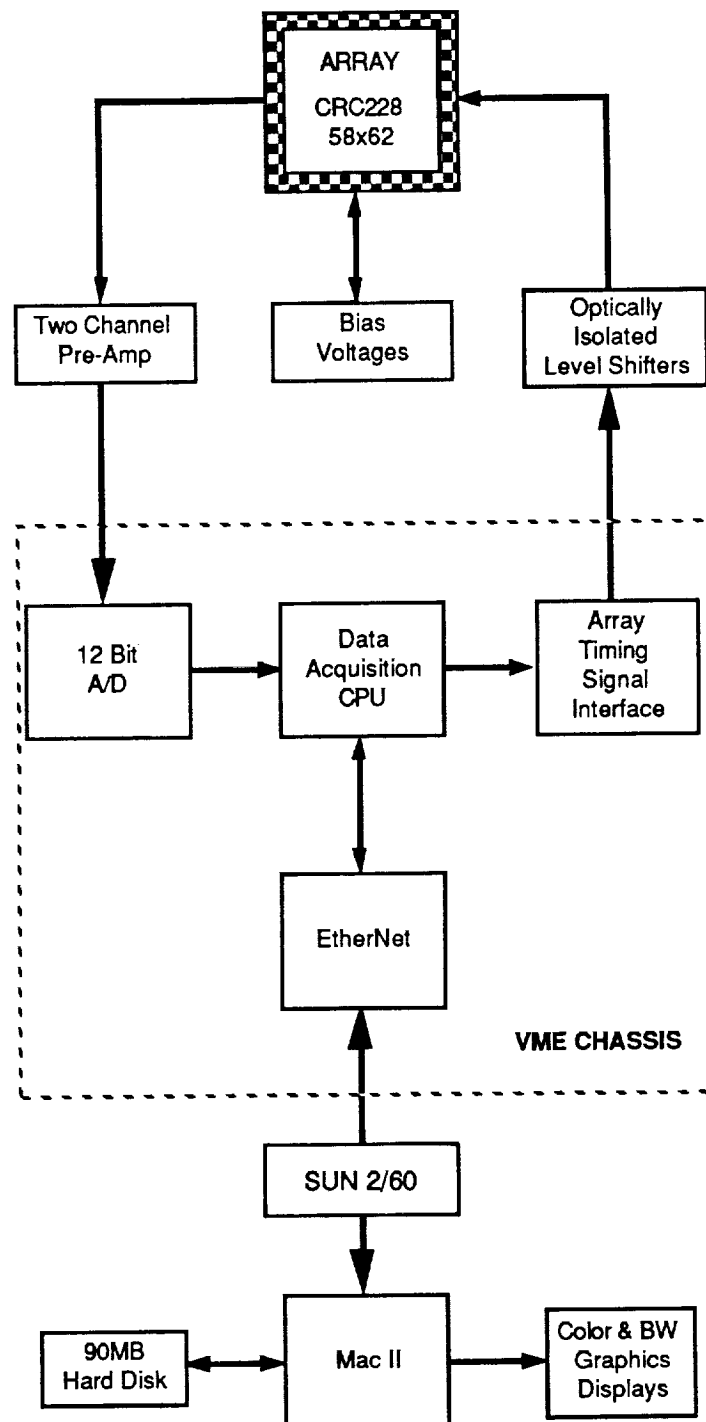 ARRAY
CRC228
58x62
Two Channel
Pre-Amp
Bias
Voltages
Optically
Isolated
Level Shifters
12 Bit
A/D
Data
Acquisition
CPU
Array
Timing
Signal
Interface
EtherNet
VME CHASSIS
SUN 2/60
90MB
Hard Disk
Mac II
Color & BW
Graphics
Displays